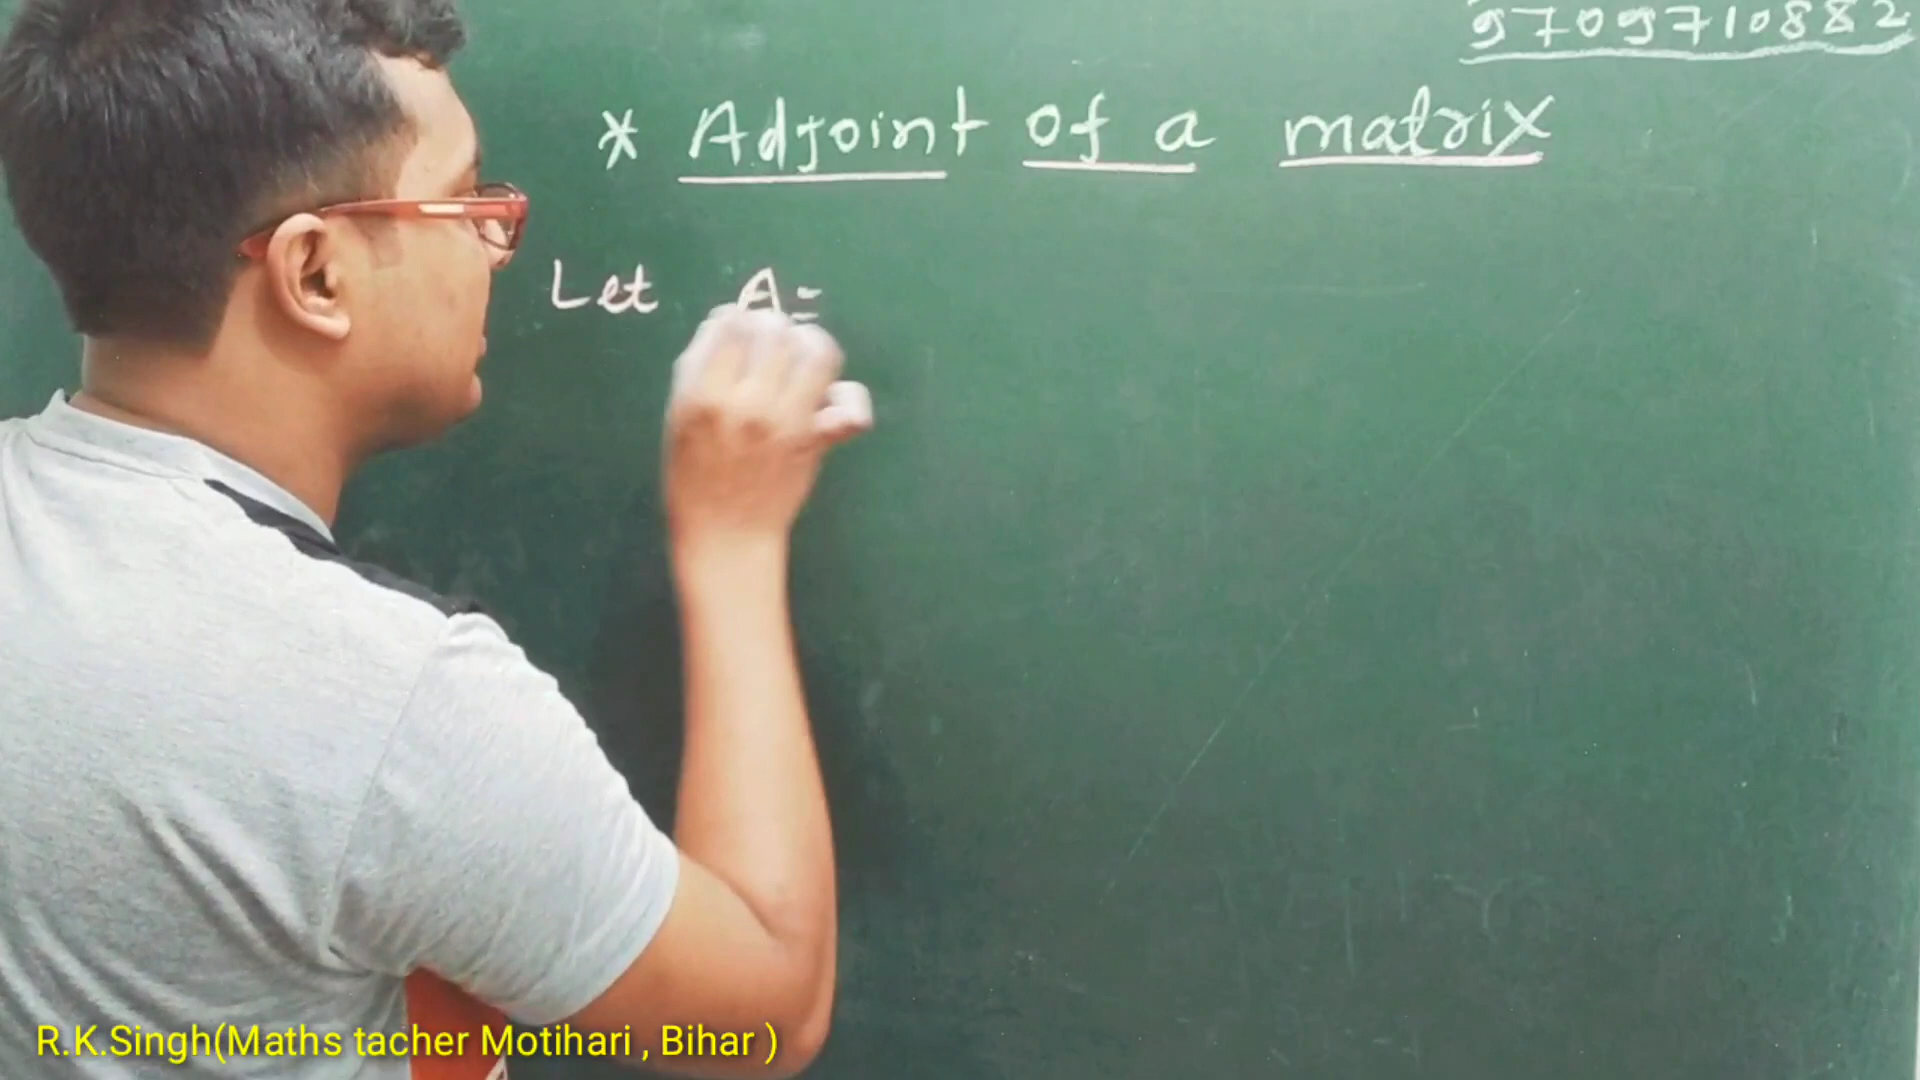 9709710882
* Adjoint of a matrix
Let A=
R.K.Singh(Maths tacher Motihari , Bihar )